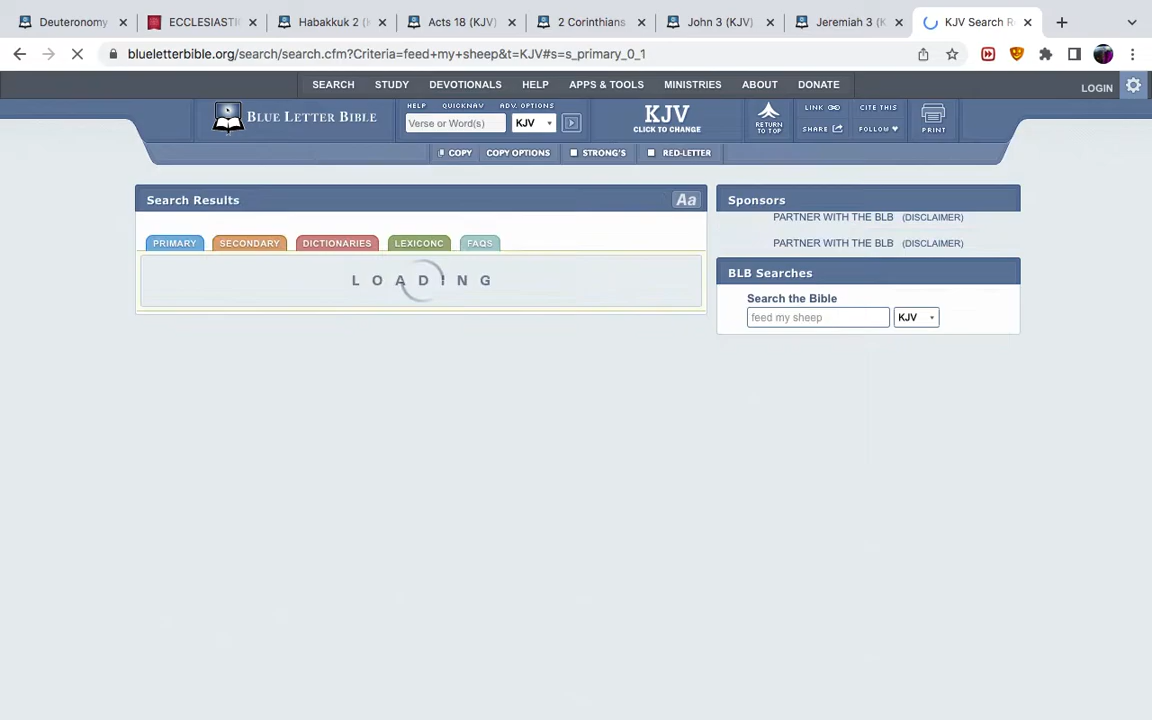 Deuteronomy
ECCLESIASTI
Habakkuk 2 (
Acts 18 (KJV)
2 Corinthians
John 3 (KJV)
Jeremiah 3 (K
KJV Search R
blueletterbible.org/search/search.cfm?Criteria=feed+my+sheep&t=KJV#s=s_primary_0_1
SEARCH STUDY DEVOTIONALS HELP APPS & TOOLS MINISTRIES ABOUT DONATE LOGIN
BLUE LETTER BIBLE
HELP QUICKNAV ADV. OPTIONS
Verse or Word(s) KJV
KJV
CLICK TO CHANGE
RETURN
TO TOP
LINK CITE THIS
SHARE FOLLOW
PRINT
COPY COPY OPTIONS STRONG'S RED-LETTER
Search Results Aa
PRIMARY SECONDARY DICTIONARIES LEXICONC FAQS
LOADING
Sponsors
PARTNER WITH THE BLB (DISCLAIMER)
PARTNER WITH THE BLB (DISCLAIMER)
BLB Searches
Search the Bible
feed my sheep KJV